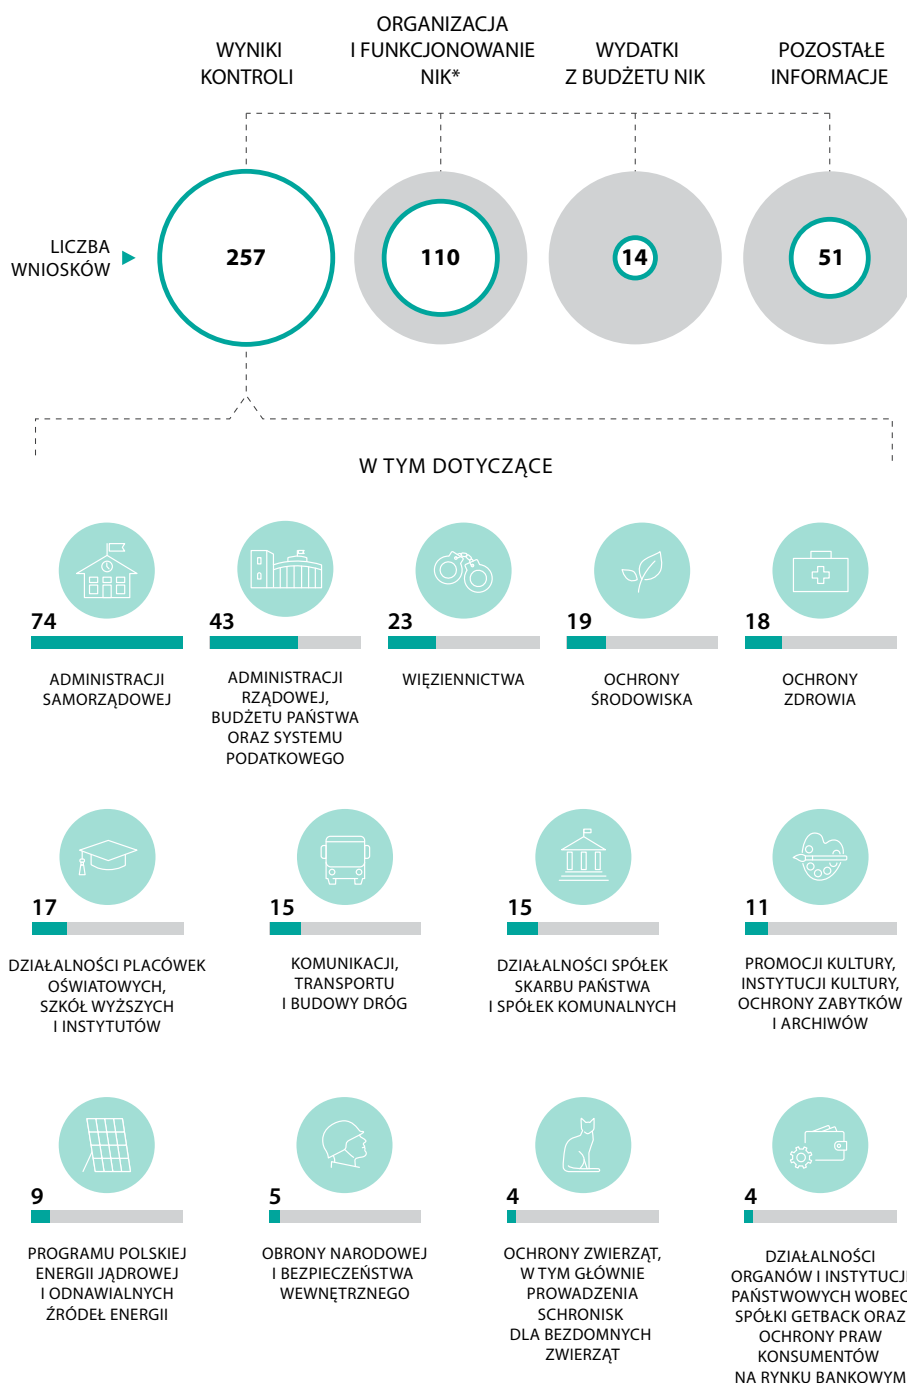 WYNIKI
KONTROLI
ORGANIZACJA
I FUNKCJONOWANIE
NIK*
WYDATKI
Z BUDŻETU NIK
POZOSTAŁE
INFORMACJE
LICZBA
WNIOSKÓW
257
110
14
51
W TYM DOTYCZĄCE
74
ADMINISTRACJI
SAMORZĄDOWEJ
43
ADMINISTRACJI
RZĄDOWEJ,
BUDŻETU PAŃSTWA
ORAZ SYSTEMU
PODATKOWEGO
23
WIĘZIENNICTWA
19
OCHRONY
ŚRODOWISKA
18
OCHRONY
ZDROWIA
17
DZIAŁALNOŚCI PLACÓWEK
OŚWIATOWYCH,
SZKÓŁ WYŻSZYCH
I INSTYTUTÓW
15
KOMUNIKACJI,
TRANSPORTU
I BUDOWY DRÓG
15
DZIAŁALNOŚCI SPÓŁEK
SKARBU PAŃSTWA
I SPÓŁEK KOMUNALNYCH
11
PROMOCJI KULTURY,
INSTYTUCJI KULTURY,
OCHRONY ZABYTKÓW
I ARCHIWÓW
9
PROGRAMU POLSKIEJ
ENERGII JĄDROWEJ
I ODNAWIALNYCH
ŹRÓDEŁ ENERGII
5
OBRONY NARODOWEJ
I BEZPIECZEŃSTWA
WEWNĘTRZNEGO
4
OCHRONY ZWIERZĄT,
W TYM GŁÓWNIE
PROWADZENIA
SCHRONISK
DLA BEZDOMNYCH
ZWIERZĄT
4
DZIAŁALNOŚCI
ORGANÓW I INSTYTUCJI
PAŃSTWOWYCH WOBEC
SPÓŁKI GETBACK ORAZ
OCHRONY PRAW
KONSUMENTÓW
NA RYNKU BANKOWYM